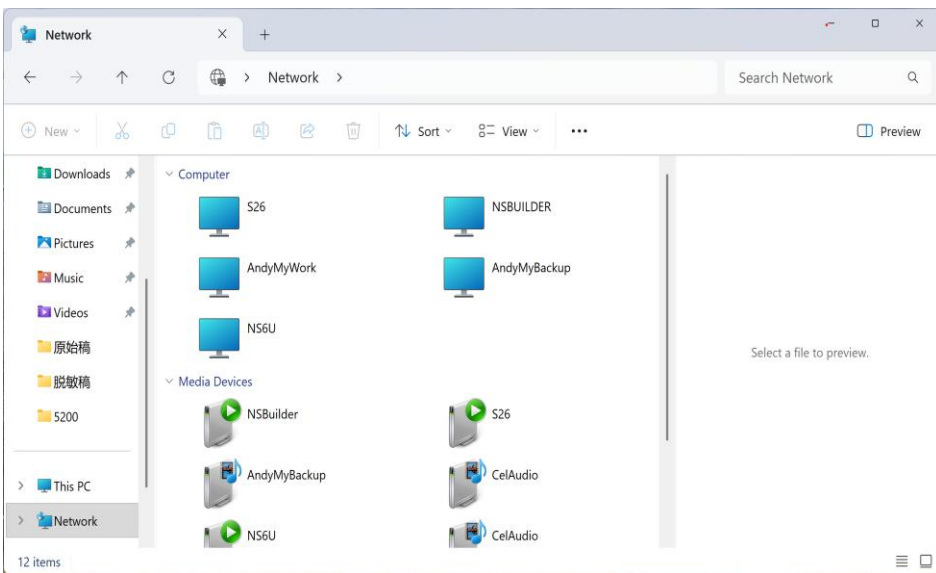 Network
Network
Search Network
New
Sort
View
Preview
Downloads
Documents
Pictures
Music
Videos
原始稿
脱敏稿
5200
This PC
Network
Computer
S26
NSBUILDER
AndyMyWork
AndyMyBackup
NS6U
Media Devices
NSBuilder
S26
AndyMyBackup
CelAudio
NS6U
CelAudio
Select a file to preview.
12 items